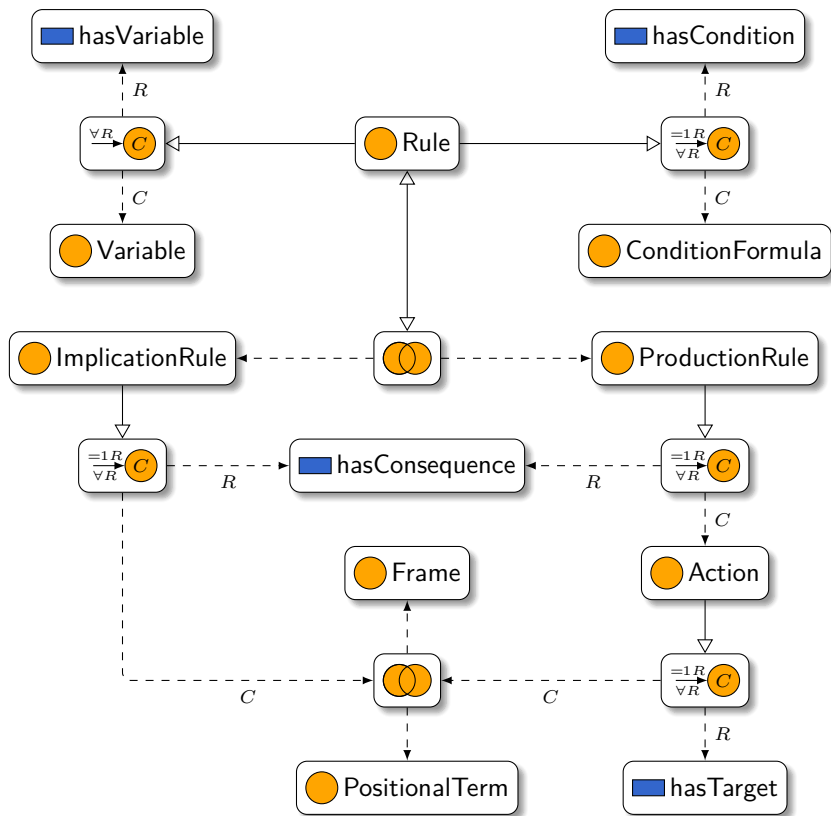 hasVariable
hasCondition
R
R
∀R
C
Rule
=1R
∀R
C
C
C
Variable
ConditionFormula
ImplicationRule
ProductionRule
=1R
∀R
C
hasConsequence
=1R
∀R
C
R
R
C
Frame
Action
=1R
∀R
C
C
C
R
PositionalTerm
hasTarget